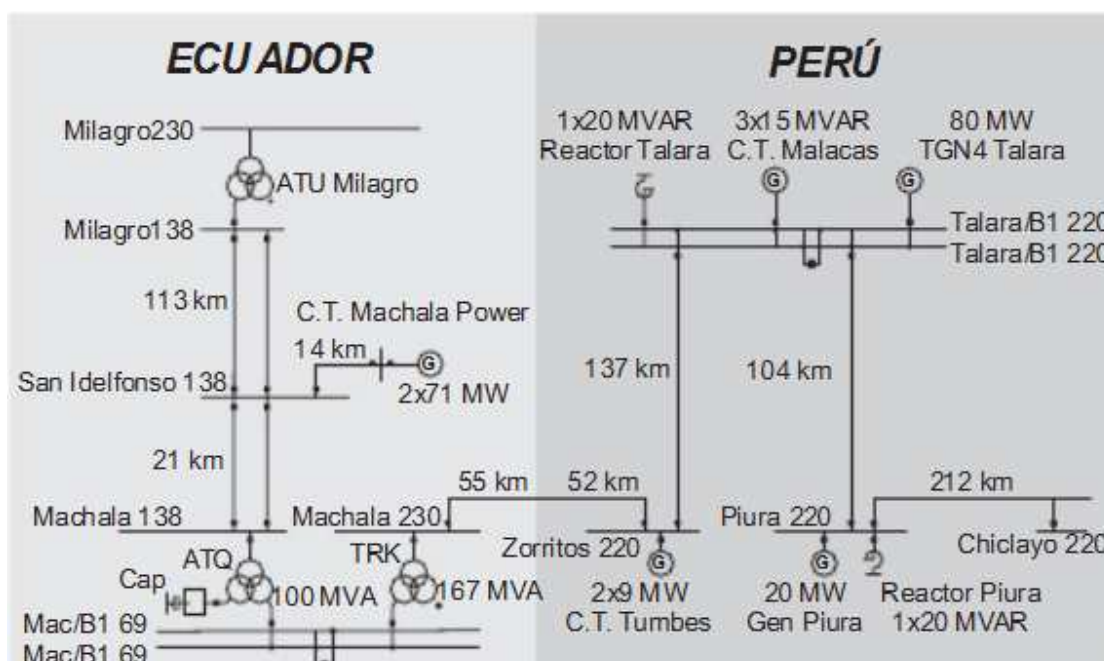 ECUADOR
PERÚ
Milagro230
ATU Milagro
Milagro138
113 km
C.T. Machala Power
14 km
G
2x71 MW
San Idelfonso 138
21 km
55 km
Machala 138
Machala 230
ATQ
TRK
Cap
100 MVA
167 MVA
Mac/B1 69
Mac/B1 69
1x20 MVAR
Reactor Talara
3x15 MVAR
C.T. Malacas
80 MW
TGN4 Talara
G
G
Talara/B1 220
Talara/B1 220
137 km
104 km
52 km
212 km
Zorritos 220
Piura 220
Chiclayo 220
G
2x9 MW
C.T. Tumbes
G
20 MW
Gen Piura
Reactor Piura
1x20 MVAR